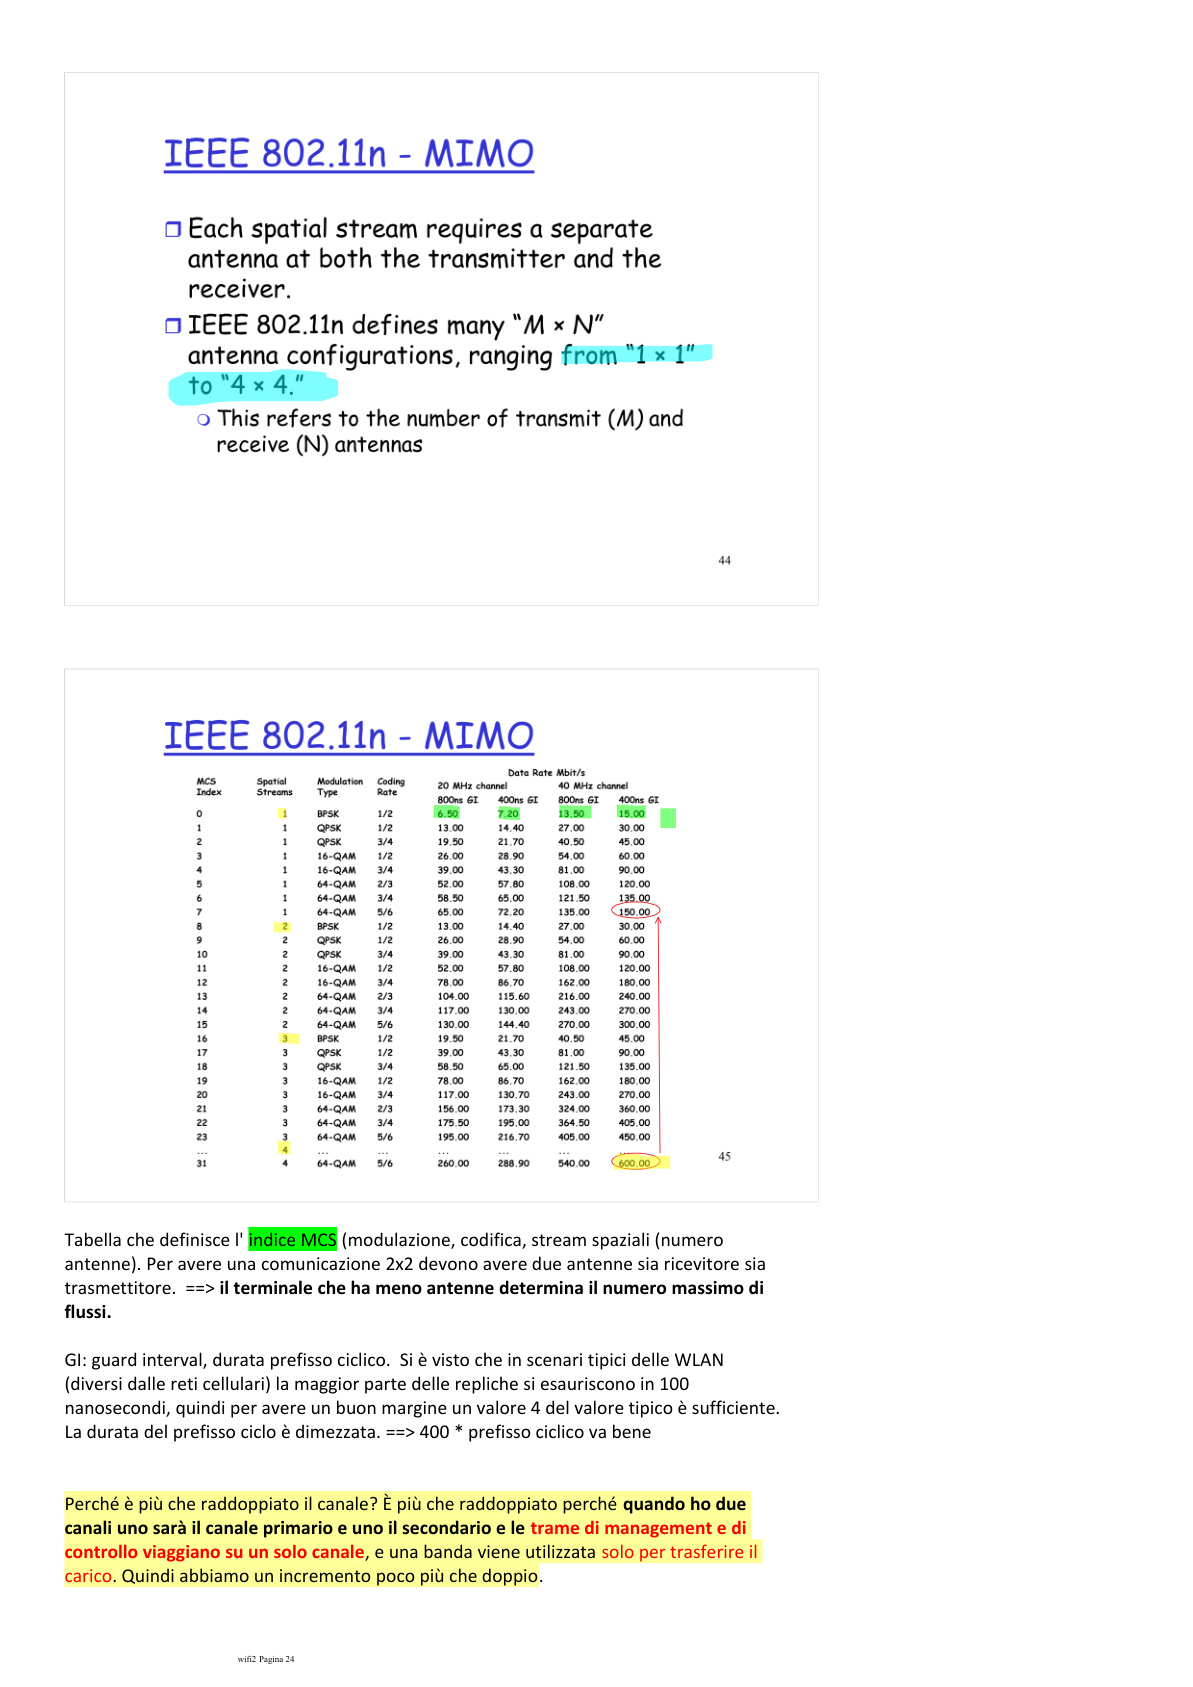 IEEE 802.11n - MIMO
Each spatial stream requires a separate
antenna at both the transmitter and the
receiver.
IEEE 802.11n defines many “M × N”
antenna configurations, ranging from “1 × 1”
to “4 × 4.”
This refers to the number of transmit (M) and
receive (N) antennas
44
IEEE 802.11n - MIMO
Data Rate Mbit/s
MCS Spatial Modulation Coding 20 MHz channel 40 MHz channel
Index Streams Type Rate 800ns GI 400ns GI 800ns GI 400ns GI
0 1 BPSK 1/2 6.50 7.20 13.50 15.00
1 1 QPSK 1/2 13.00 14.40 27.00 30.00
2 1 QPSK 3/4 19.50 21.70 40.50 45.00
3 1 16-QAM 1/2 26.00 28.90 54.00 60.00
4 1 16-QAM 3/4 39.00 43.30 81.00 90.00
5 1 64-QAM 2/3 52.00 57.80 108.00 120.00
6 1 64-QAM 3/4 58.50 65.00 121.50 135.00
7 1 64-QAM 5/6 65.00 72.20 135.00 150.00
8 2 BPSK 1/2 13.00 14.40 27.00 30.00
9 2 QPSK 1/2 26.00 28.90 54.00 60.00
10 2 QPSK 3/4 39.00 43.30 81.00 90.00
11 2 16-QAM 1/2 52.00 57.80 108.00 120.00
12 2 16-QAM 3/4 78.00 86.70 162.00 180.00
13 2 64-QAM 2/3 104.00 115.60 216.00 240.00
14 2 64-QAM 3/4 117.00 130.00 243.00 270.00
15 2 64-QAM 5/6 130.00 144.40 270.00 300.00
16 3 BPSK 1/2 19.50 21.70 40.50 45.00
17 3 QPSK 1/2 39.00 43.30 81.00 90.00
18 3 QPSK 3/4 58.50 65.00 121.50 135.00
19 3 16-QAM 1/2 78.00 86.70 162.00 180.00
20 3 16-QAM 3/4 117.00 130.70 243.00 270.00
21 3 64-QAM 2/3 156.00 173.30 324.00 360.00
22 3 64-QAM 3/4 175.50 195.00 364.50 405.00
23 3 64-QAM 5/6 195.00 216.70 405.00 450.00
... 4 ... ... ... ... ... ...
31 4 64-QAM 5/6 260.00 288.90 540.00 600.00
45
Tabella che definisce l' indice MCS (modulazione, codifica, stream spaziali (numero
antenne). Per avere una comunicazione 2x2 devono avere due antenne sia ricevitore sia
trasmettitore. ==> il terminale che ha meno antenne determina il numero massimo di
flussi.
GI: guard interval, durata prefisso ciclico. Si è visto che in scenari tipici delle WLAN
(diversi dalle reti cellulari) la maggior parte delle repliche si esauriscono in 100
nanosecondi, quindi per avere un buon margine un valore 4 del valore tipico è sufficiente.
La durata del prefisso ciclo è dimezzata. ==> 400 * prefisso ciclico va bene
Perché è più che raddoppiato il canale? È più che raddoppiato perché quando ho due
canali uno sarà il canale primario e uno il secondario e le trame di management e di
controllo viaggiano su un solo canale, e una banda viene utilizzata solo per trasferire il
carico. Quindi abbiamo un incremento poco più che doppio.
wifi2 Pagina 24